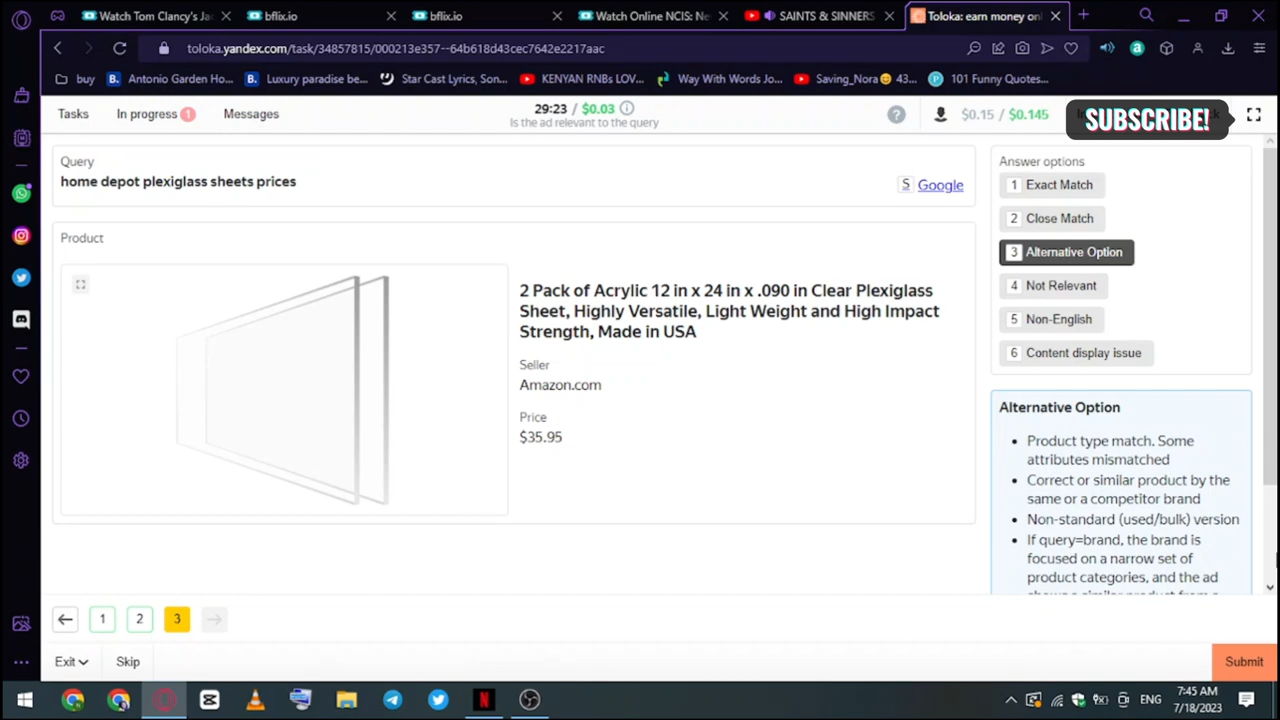 Watch Tom Clancy's Ja
bflix.io
bflix.io
Watch Online NCIS: Ne
SAINTS & SINNERS
Toloka: earn money onl
toloka.yandex.com/task/34857815/000213e357--64b618d43cec7642e2217aac
buy
Antonio Garden Ho...
Luxury paradise be...
Star Cast Lyrics, Son...
KENYAN RNBs LOV...
Way With Words Jo...
Saving_Nora😊 43...
101 Funny Quotes...
Tasks
In progress 1
Messages
29:23 / $0.03
Is the ad relevant to the query
$0.15 / $0.145
SUBSCRIBE!
Query
home depot plexiglass sheets prices
S Google
Product
2 Pack of Acrylic 12 in x 24 in x .090 in Clear Plexiglass
Sheet, Highly Versatile, Light Weight and High Impact
Strength, Made in USA
Seller
Amazon.com
Price
$35.95
Answer options
1 Exact Match
2 Close Match
3 Alternative Option
4 Not Relevant
5 Non-English
6 Content display issue
Alternative Option
• Product type match. Some
attributes mismatched
• Correct or similar product by the
same or a competitor brand
• Non-standard (used/bulk) version
• If query=brand, the brand is
focused on a narrow set of
product categories, and the ad
1
2
3
Exit
Skip
Submit
ENG
7:45 AM
7/18/2023